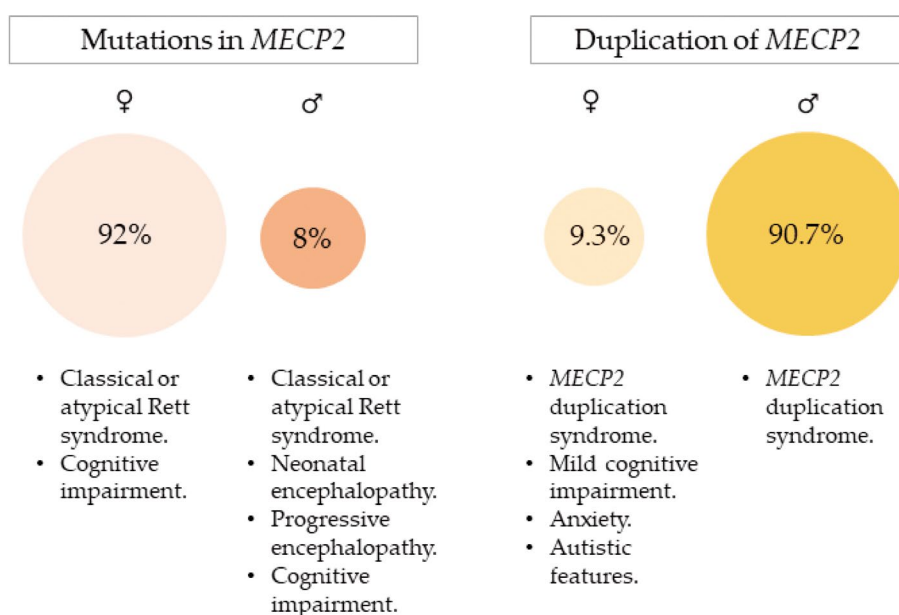 Mutations in MECP2
♀ ♂
92%
8%
• Classical or
atypical Rett
syndrome.
• Cognitive
impairment.
• Classical or
atypical Rett
syndrome.
• Neonatal
encephalopathy.
• Progressive
encephalopathy.
• Cognitive
impairment.
Duplication of MECP2
♀ ♂
9.3%
90.7%
• MECP2
duplication
syndrome.
• Mild cognitive
impairment.
• Anxiety.
• Autistic
features.
• MECP2
duplication
syndrome.